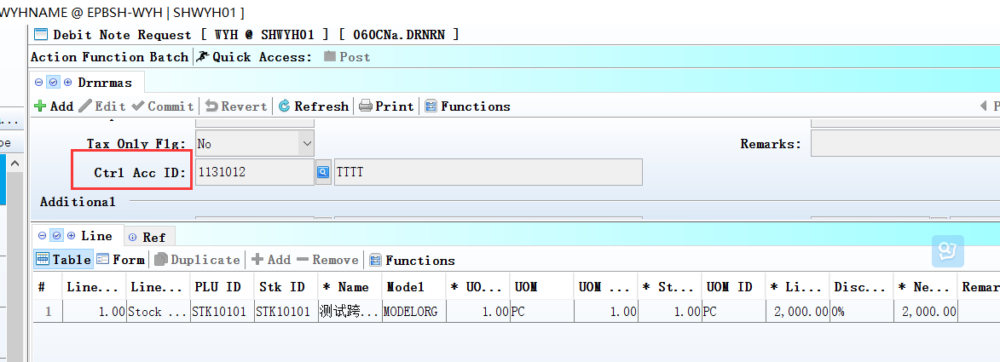 WYHNAME @ EPBSH-WYH | SHWYH01 ]
Debit Note Request [ WYH @ SHWYH01 ] [ 060CNa.DRNRN ]
Action Function Batch Quick Access: Post
Drnrmas
Add Edit Commit Revert Refresh Print Functions P
Tax Only Flg: No Remarks:
Ctrl Acc ID: 1131012 TTTT
Additional
Line Ref
Table Form Duplicate Add Remove Functions
# Line... Line... PLU ID Stk ID * Name Model * UO... UOM UOM ... * St... UOM ID * Li... Disc... * Ne... Remar
1 1.00 Stock ... STK10101 STK10101 测试跨... MODELORG 1.00 PC 1.00 1.00 PC 2,000.00 0% 2,000.00